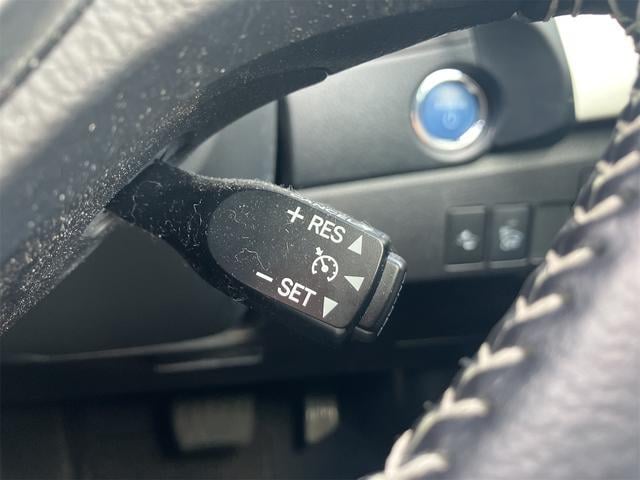 + RES
− SET